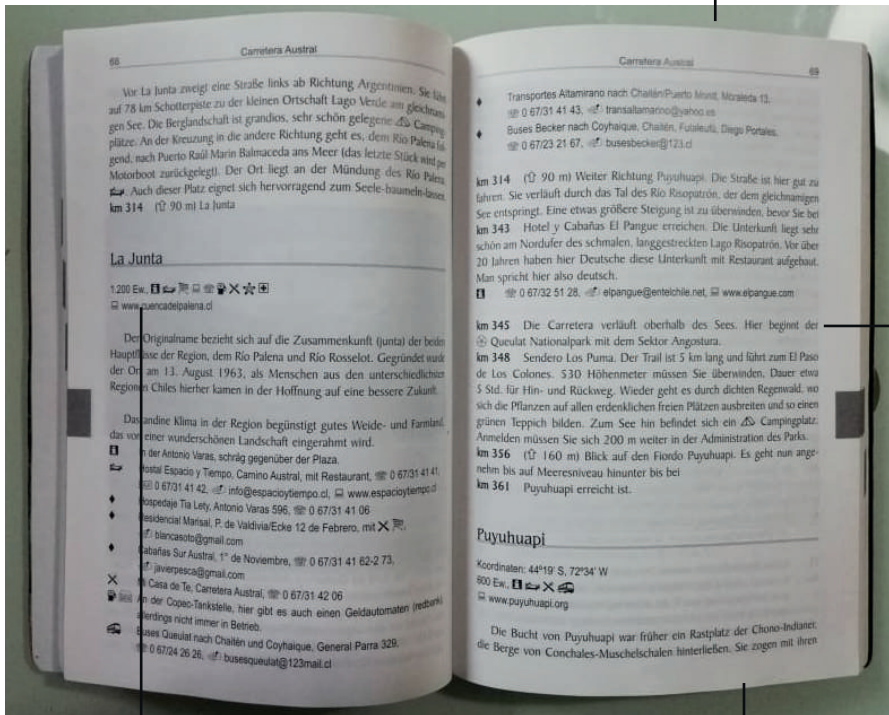 68
Carretera Austral
Vor La Junta zweigt eine Straße links ab Richtung Argentinien. Sie führt
auf 78 km Schotterpiste zu der kleinen Ortschaft Lago Verde am gleichnami-
gen See. Die Berglandschaft ist grandios, sehr schön gelegene Camping-
plätze. An der Kreuzung in die andere Richtung geht es, dem Río Palena fol-
gend, nach Puerto Raúl Marin Balmaceda ans Meer (das letzte Stück wird per
Motorboot zurückgelegt). Der Ort liegt an der Mündung des Río Palena
. Auch dieser Platz eignet sich hervorragend zum Seele-baumeln-lassen.
km 314 (⇧ 90 m) La Junta
La Junta
1.200 Ew.,
www.cuencadelpalena.cl
Der Originalname bezieht sich auf die Zusammenkunft (junta) der beiden
Hauptflüsse der Region, dem Río Palena und Río Rosselot. Gegründet wurde
der Ort am 13. August 1963, als Menschen aus den unterschiedlichsten
Regionen Chiles hierher kamen in der Hoffnung auf eine bessere Zukunft.
Das andine Klima in der Region begünstigt gutes Weide- und Farmland,
das von einer wunderschönen Landschaft eingerahmt wird.
In der Antonio Varas, schräg gegenüber der Plaza.
Hostal Espacio y Tiempo, Camino Austral, mit Restaurant, ☏ 0 67/31 41 41,
0 67/31 41 42, info@espacioytiempo.cl, www.espacioytiempo.cl
♦ Hospedaje Tia Lety, Antonio Varas 596, ☏ 0 67/31 41 06
♦ Residencial Marisal, P. de Valdivia/Ecke 12 de Febrero, mit
blancasoto@gmail.com
♦ Cabañas Sur Austral, 1° de Noviembre, ☏ 0 67/31 41 62-2 73,
javierpesca@gmail.com
Mi Casa de Te, Carretera Austral, ☏ 0 67/31 42 06
An der Copec-Tankstelle, hier gibt es auch einen Geldautomaten (redbank)
allerdings nicht immer in Betrieb.
Buses Queulat nach Chaitén und Coyhaique, General Parra 329,
☏ 0 67/24 26 26, busesqueulat@123mail.cl
Carretera Austral
69
♦ Transportes Altamirano nach Chaitén/Puerto Montt, Moraleda 13,
☏ 0 67/31 41 43, transaltamarino@yahoo.es
♦ Buses Becker nach Coyhaique, Chaitén, Futaleufú, Diego Portales,
☏ 0 67/23 21 67, busesbecker@123.cl
km 314 (⇧ 90 m) Weiter Richtung Puyuhuapi. Die Straße ist hier gut zu
fahren. Sie verläuft durch das Tal des Río Risopatrón, der dem gleichnamigen
See entspringt. Eine etwas größere Steigung ist zu überwinden, bevor Sie bei
km 343 Hotel y Cabañas El Pangue erreichen. Die Unterkunft liegt sehr
schön am Nordufer des schmalen, langgestreckten Lago Risopatrón. Vor über
20 Jahren haben hier Deutsche diese Unterkunft mit Restaurant aufgebaut.
Man spricht hier also deutsch.
☏ 0 67/32 51 28, elpangue@entelchile.net, www.elpangue.com
km 345 Die Carretera verläuft oberhalb des Sees. Hier beginnt der
Queulat Nationalpark mit dem Sektor Angostura.
km 348 Sendero Los Puma. Der Trail ist 5 km lang und führt zum El Paso
de Los Colones. 530 Höhenmeter müssen Sie überwinden, Dauer etwa
5 Std. für Hin- und Rückweg. Wieder geht es durch dichten Regenwald, wo
sich die Pflanzen auf allen erdenklichen freien Plätzen ausbreiten und so einen
grünen Teppich bilden. Zum See hin befindet sich ein Campingplatz.
Anmelden müssen Sie sich 200 m weiter in der Administration des Parks.
km 356 (⇧ 160 m) Blick auf den Fiordo Puyuhuapi. Es geht nun ange-
nehm bis auf Meeresniveau hinunter bis bei
km 361 Puyuhuapi erreicht ist.
Puyuhuapi
Koordinaten: 44°19' S, 72°34' W
600 Ew.,
www.puyuhuapi.org
Die Bucht von Puyuhuapi war früher ein Rastplatz der Chono-Indianer,
die Berge von Conchales-Muschelschalen hinterließen. Sie zogen mit ihren